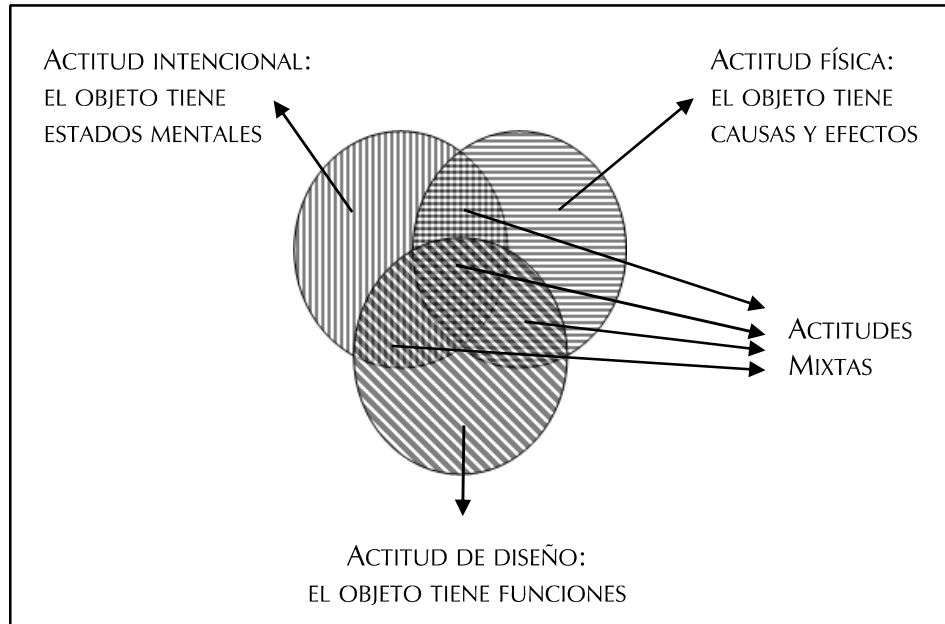 ACTITUD INTENCIONAL:
EL OBJETO TIENE
ESTADOS MENTALES
ACTITUD FÍSICA:
EL OBJETO TIENE
CAUSAS Y EFECTOS
ACTITUDES
MIXTAS
ACTITUD DE DISEÑO:
EL OBJETO TIENE FUNCIONES